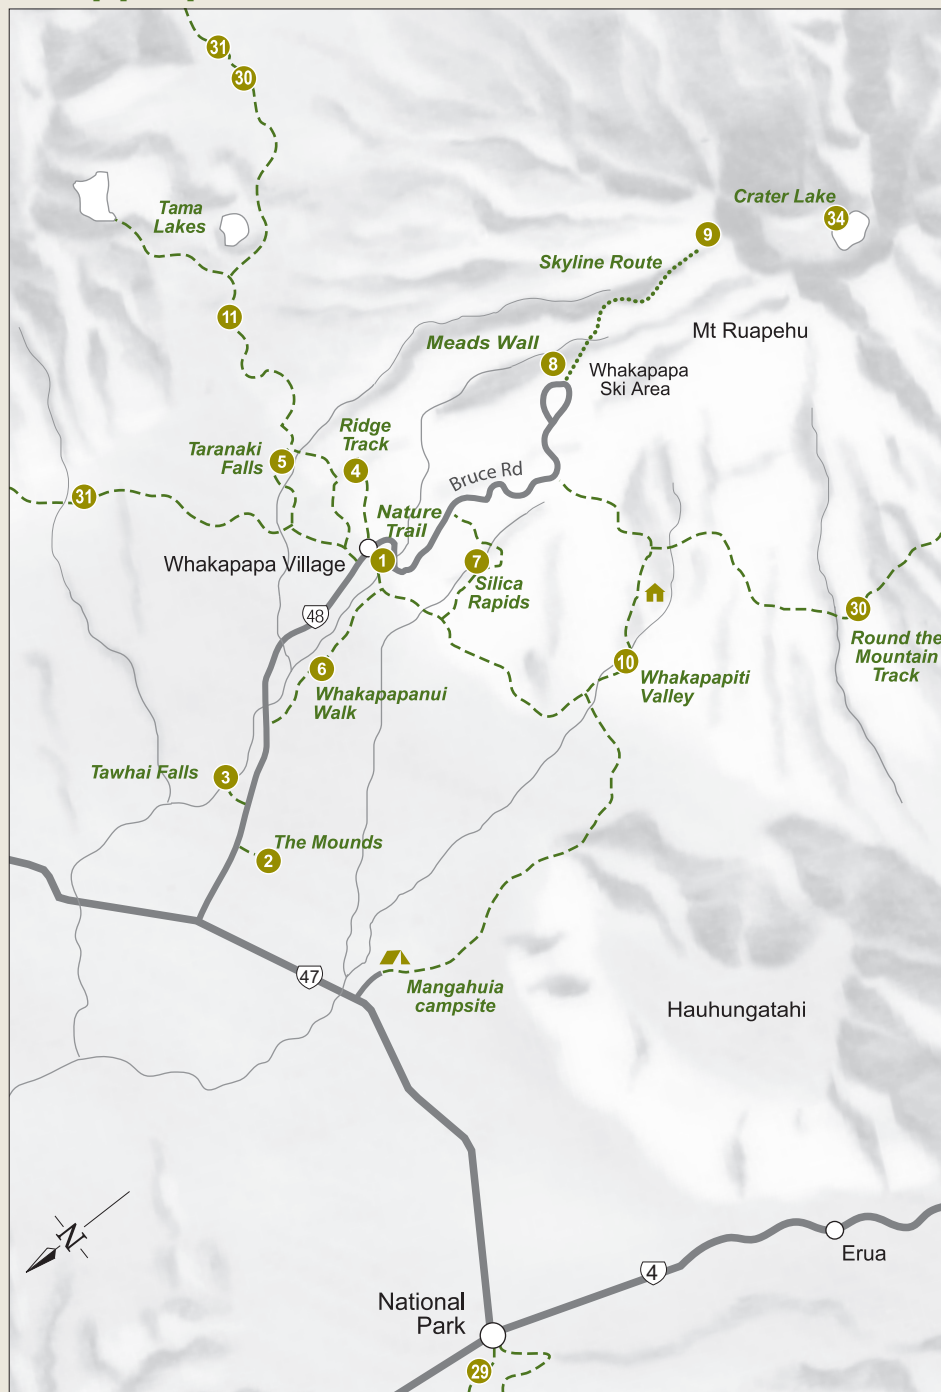 31
30
Tama
Lakes
Crater Lake
34
9
Skyline Route
11
Mt Ruapehu
Meads Wall
8
Whakapapa
Ski Area
Ridge
Track
Taranaki
Falls
5
4
Bruce Rd
31
Nature
Trail
Whakapapa Village
1
7
Silica
Rapids
48
30
Round the
Mountain
Track
6
10
Whakapapanui
Walk
Whakapapiti
Valley
Tawhai Falls
3
The Mounds
2
47
Mangahuia
campsite
Hauhungatahi
N
Erua
4
National
Park
29